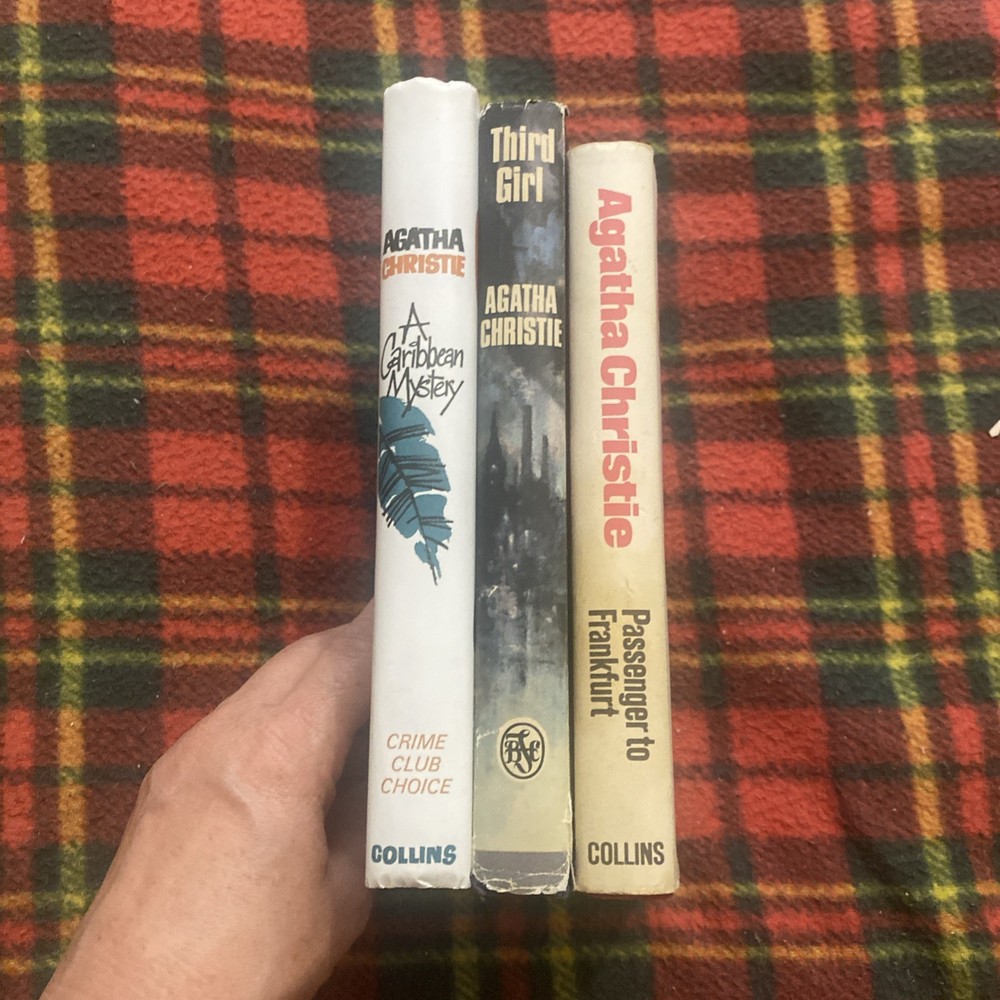 AGATHA
CHRISTIE
A
Caribbean
Mystery
CRIME
CLUB
CHOICE
COLLINS
Third
Girl
AGATHA
CHRISTIE
Agatha Christie
Passenger to
Frankfurt
COLLINS